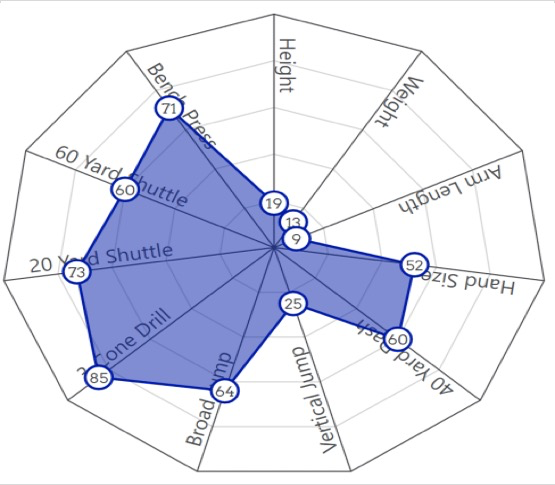 Height
19
Weight
13
Arm Length
9
Hand Size
52
40 Yard Dash
60
Vertical Jump
25
Broad Jump
64
3 Cone Drill
85
20 Yard Shuttle
73
60 Yard Shuttle
60
Bench Press
71